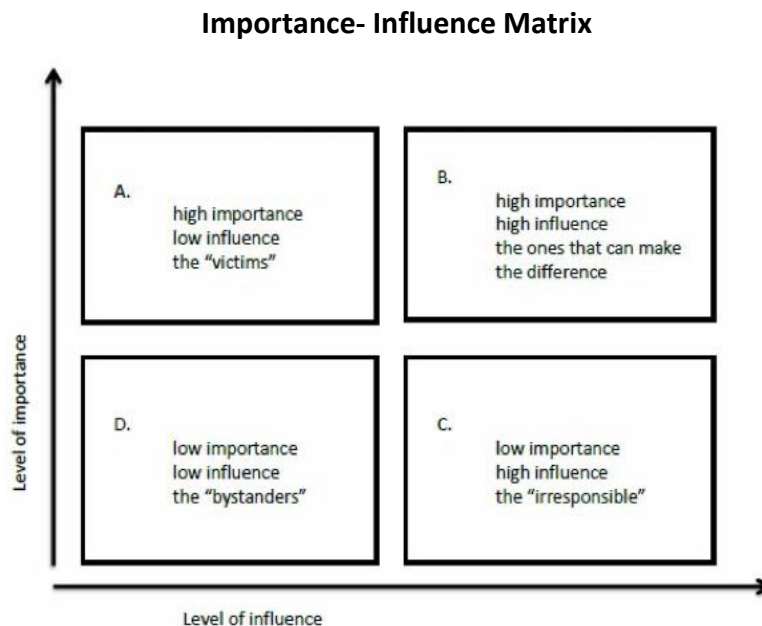 Importance- Influence Matrix
A.
high importance
low influence
the “victims”
B.
high importance
high influence
the ones that can make
the difference
Level of importance
D.
low importance
low influence
the “bystanders”
C.
low importance
high influence
the “irresponsible”
Level of influence